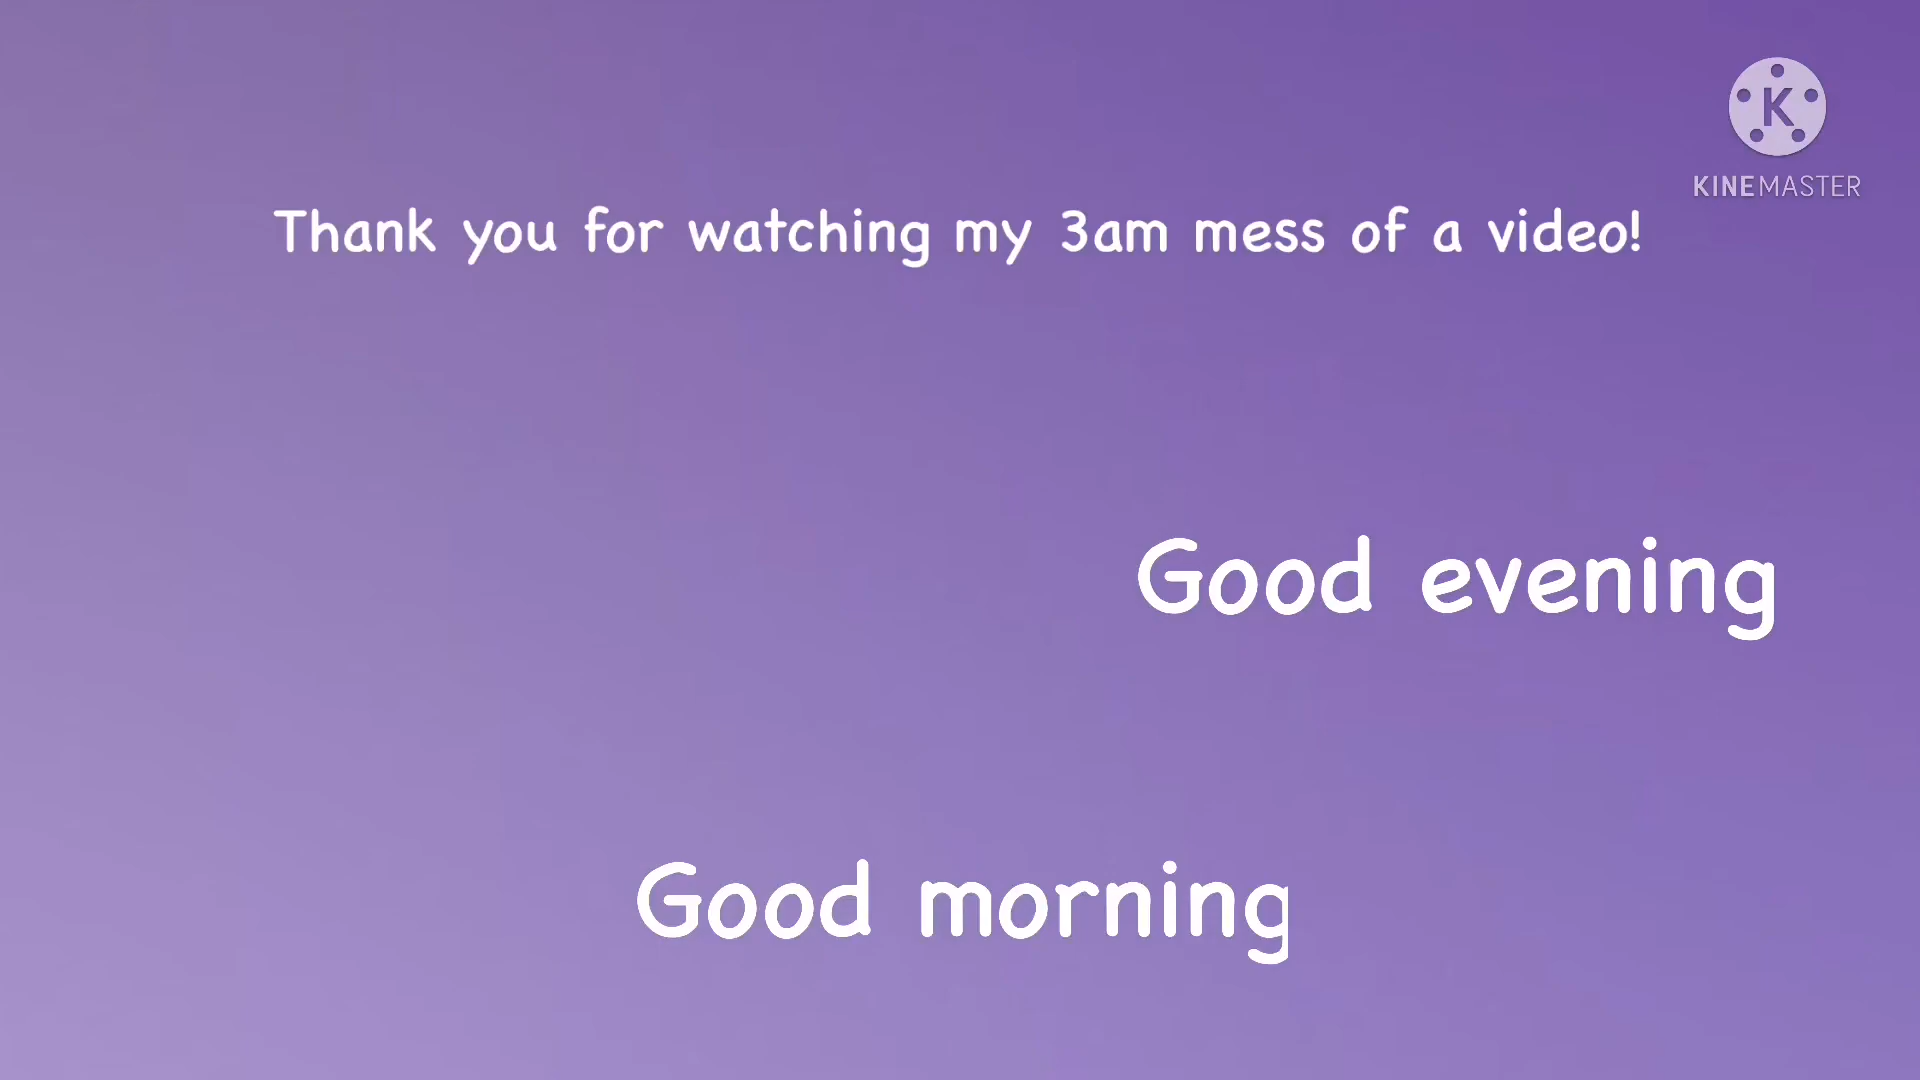 K
KINEMASTER
Thank you for watching my 3am mess of a video!
Good evening
Good morning